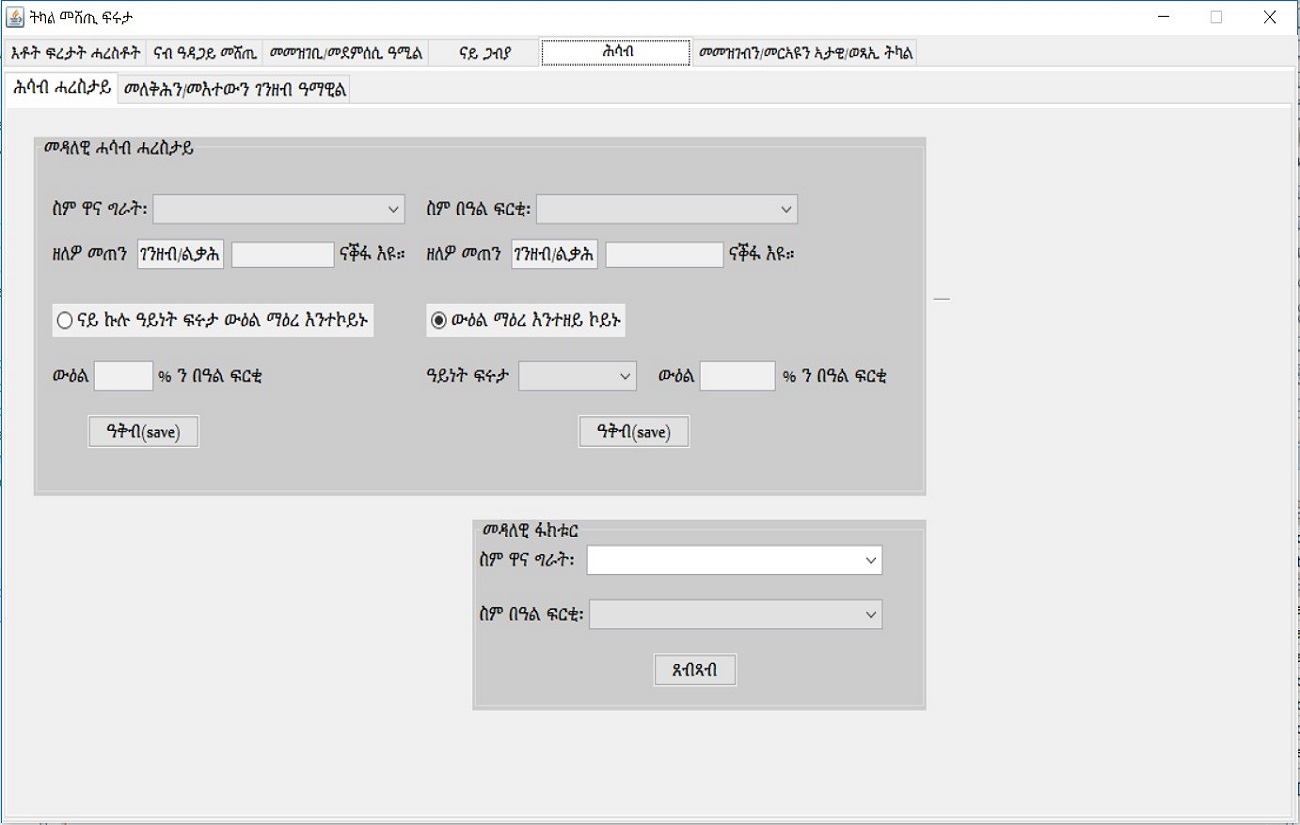 ትካል መሸጢ ፍሩታ
እቶት ፍረታት ሓረስቶት ናብ ዓዳጋይ መሸጢ መመዝገቢ/መደምሰሲ ዓሚል ናይ ጋብያ ሕሳብ መመዝገብን/መርኣዩን ኣታዊ/ወጻኢ ትካል
ሕሳብ ሓረስታይ መለቅሕን/መእተውን ገንዘብ ዓማዊል
መዳለዊ ሓሳብ ሓረስታይ
ስም ዋና ግራት፡ ስም በዓል ፍርቂ፡
ዘለዎ መጠን ገንዘብ/ልቃሕ ናቕፋ እዩ። ዘለዎ መጠን ገንዘብ/ልቃሕ ናቕፋ እዩ።
ናይ ኩሉ ዓይነት ፍሩታ ውዕል ማዕረ እንተኮይኑ ውዕል ማዕረ እንተዘይ ኮይኑ
ውዕል % ን በዓል ፍርቂ ዓይነት ፍሩታ ውዕል % ን በዓል ፍርቂ
ዓቅብ(save) ዓቅብ(save)
መዳለዊ ፋክቱር
ስም ዋና ግራት፡
ስም በዓል ፍርቂ፡
ጸብጻብ